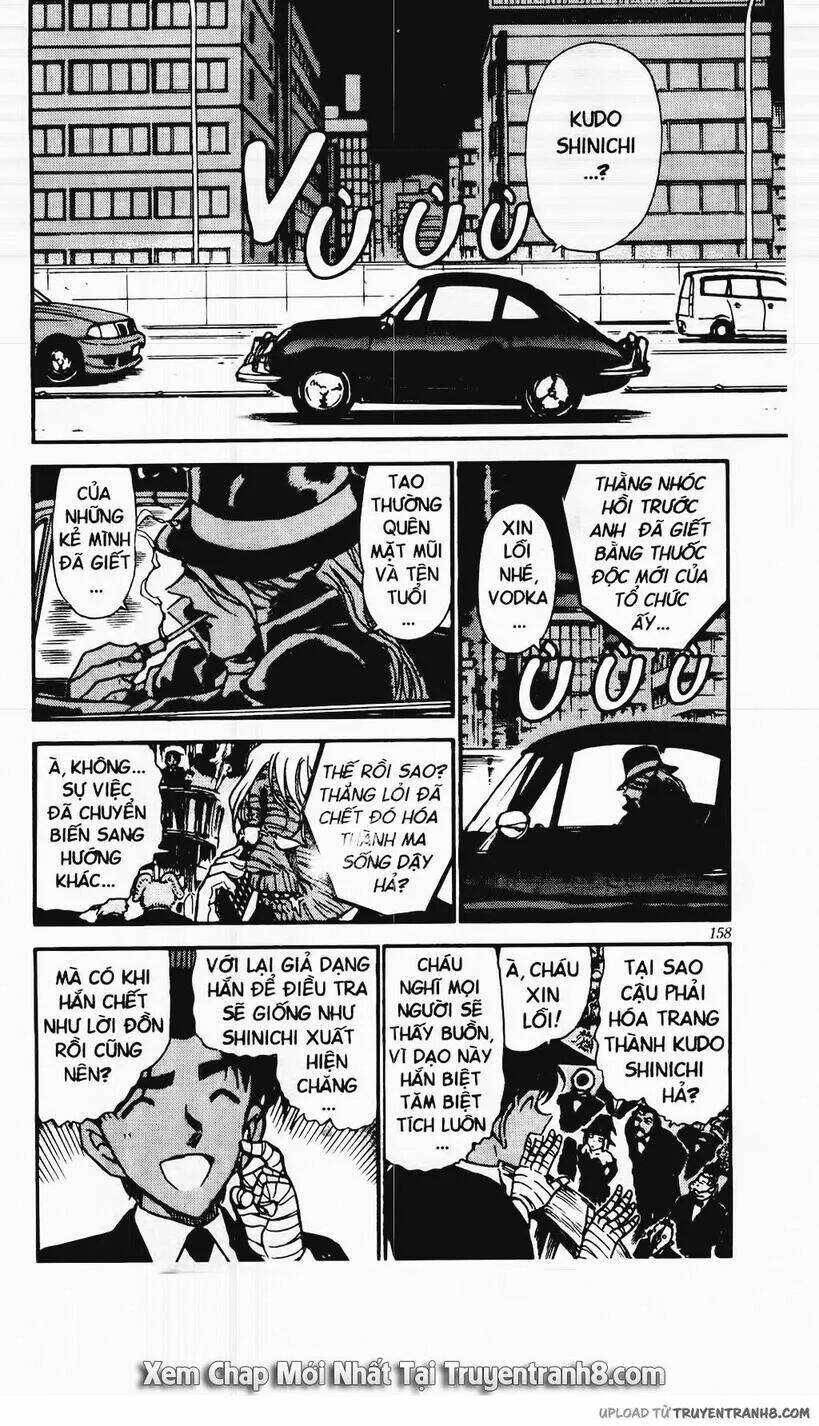 KUDO
SHINICHI
...?
VÙÙÙ
THẰNG NHÓC
HỒI TRƯỚC
ANH ĐÃ GIẾT
BẰNG THUỐC
ĐỘC MỚI CỦA
TỔ CHỨC
ẤY...
XIN
LỖI
NHÉ,
VODKA
...
ÙÙÙ
TAO
THƯỜNG
QUÊN
MẶT MŨI
VÀ TÊN
TUỔI
...
CỦA
NHỮNG
KẺ MÌNH
ĐÃ GIẾT
...
THẾ RỒI SAO?
THẮNG LỎI ĐÃ
CHẾT ĐÓ HÓA
THÀNH MA
SỐNG DẬY
HẢ?
À, KHÔNG...
SỰ VIỆC
ĐÃ CHUYỂN
BIẾN SANG
HƯỚNG
KHÁC...
158
TẠI SAO
CẬU PHẢI
HÓA TRANG
THÀNH KUDO
SHINICHI
HẢ?
À, CHÁU
XIN
LỖI!
CHÁU
NGHĨ MỌI
NGƯỜI SẼ
THẤY BUỒN,
VÌ DẠO NÀY
HẮN BIỆT
TĂM BIỆT
TÍCH LUÔN
...
VỚI LẠI GIẢ DẠNG
HẮN ĐỂ ĐIỀU TRA
SẼ GIỐNG NHƯ
SHINICHI XUẤT
HIỆN
CHĂNG
...
MÀ CÓ KHI
HẮN CHẾT
NHƯ LỜI ĐỒN
RỒI CŨNG
NÊN?
Xem Chap Mới Nhất Tại Truyentranh8.com
UPLOAD TỪ TRUYENTRANH8.COM